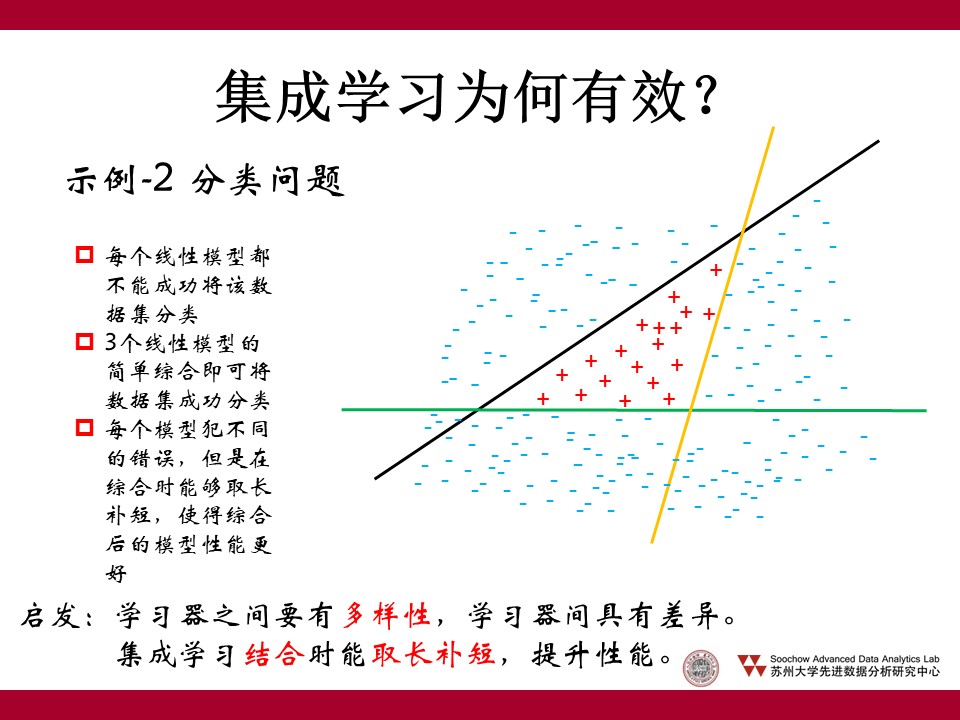 集成学习为何有效？
示例-2 分类问题
每个线性模型都
不能成功将该数
据集分类
3个线性模型的
简单综合即可将
数据集成功分类
每个模型犯不同
的错误，但是在
综合时能够取长
补短，使得综合
后的模型性能更
好
启发：学习器之间要有多样性，学习器间具有差异。
集成学习结合时能取长补短，提升性能。
Soochow Advanced Data Analytics Lab
苏州大学先进数据分析研究中心